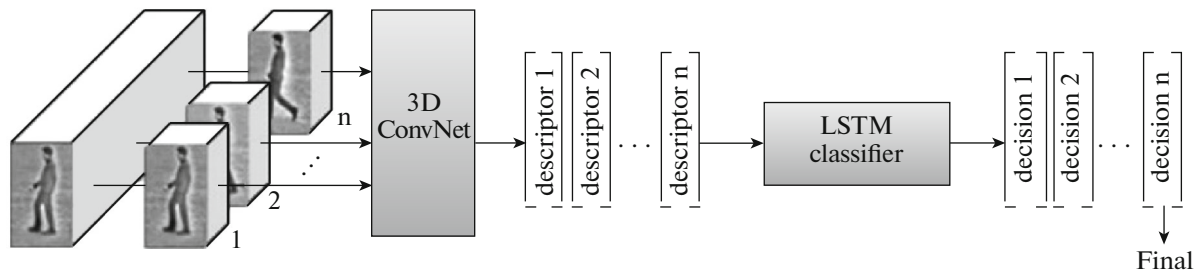 n
2
1
. . .
3D
ConvNet
descriptor 1
descriptor 2
. . .
descriptor n
LSTM
classifier
decision 1
decision 2
. . .
decision n
Final